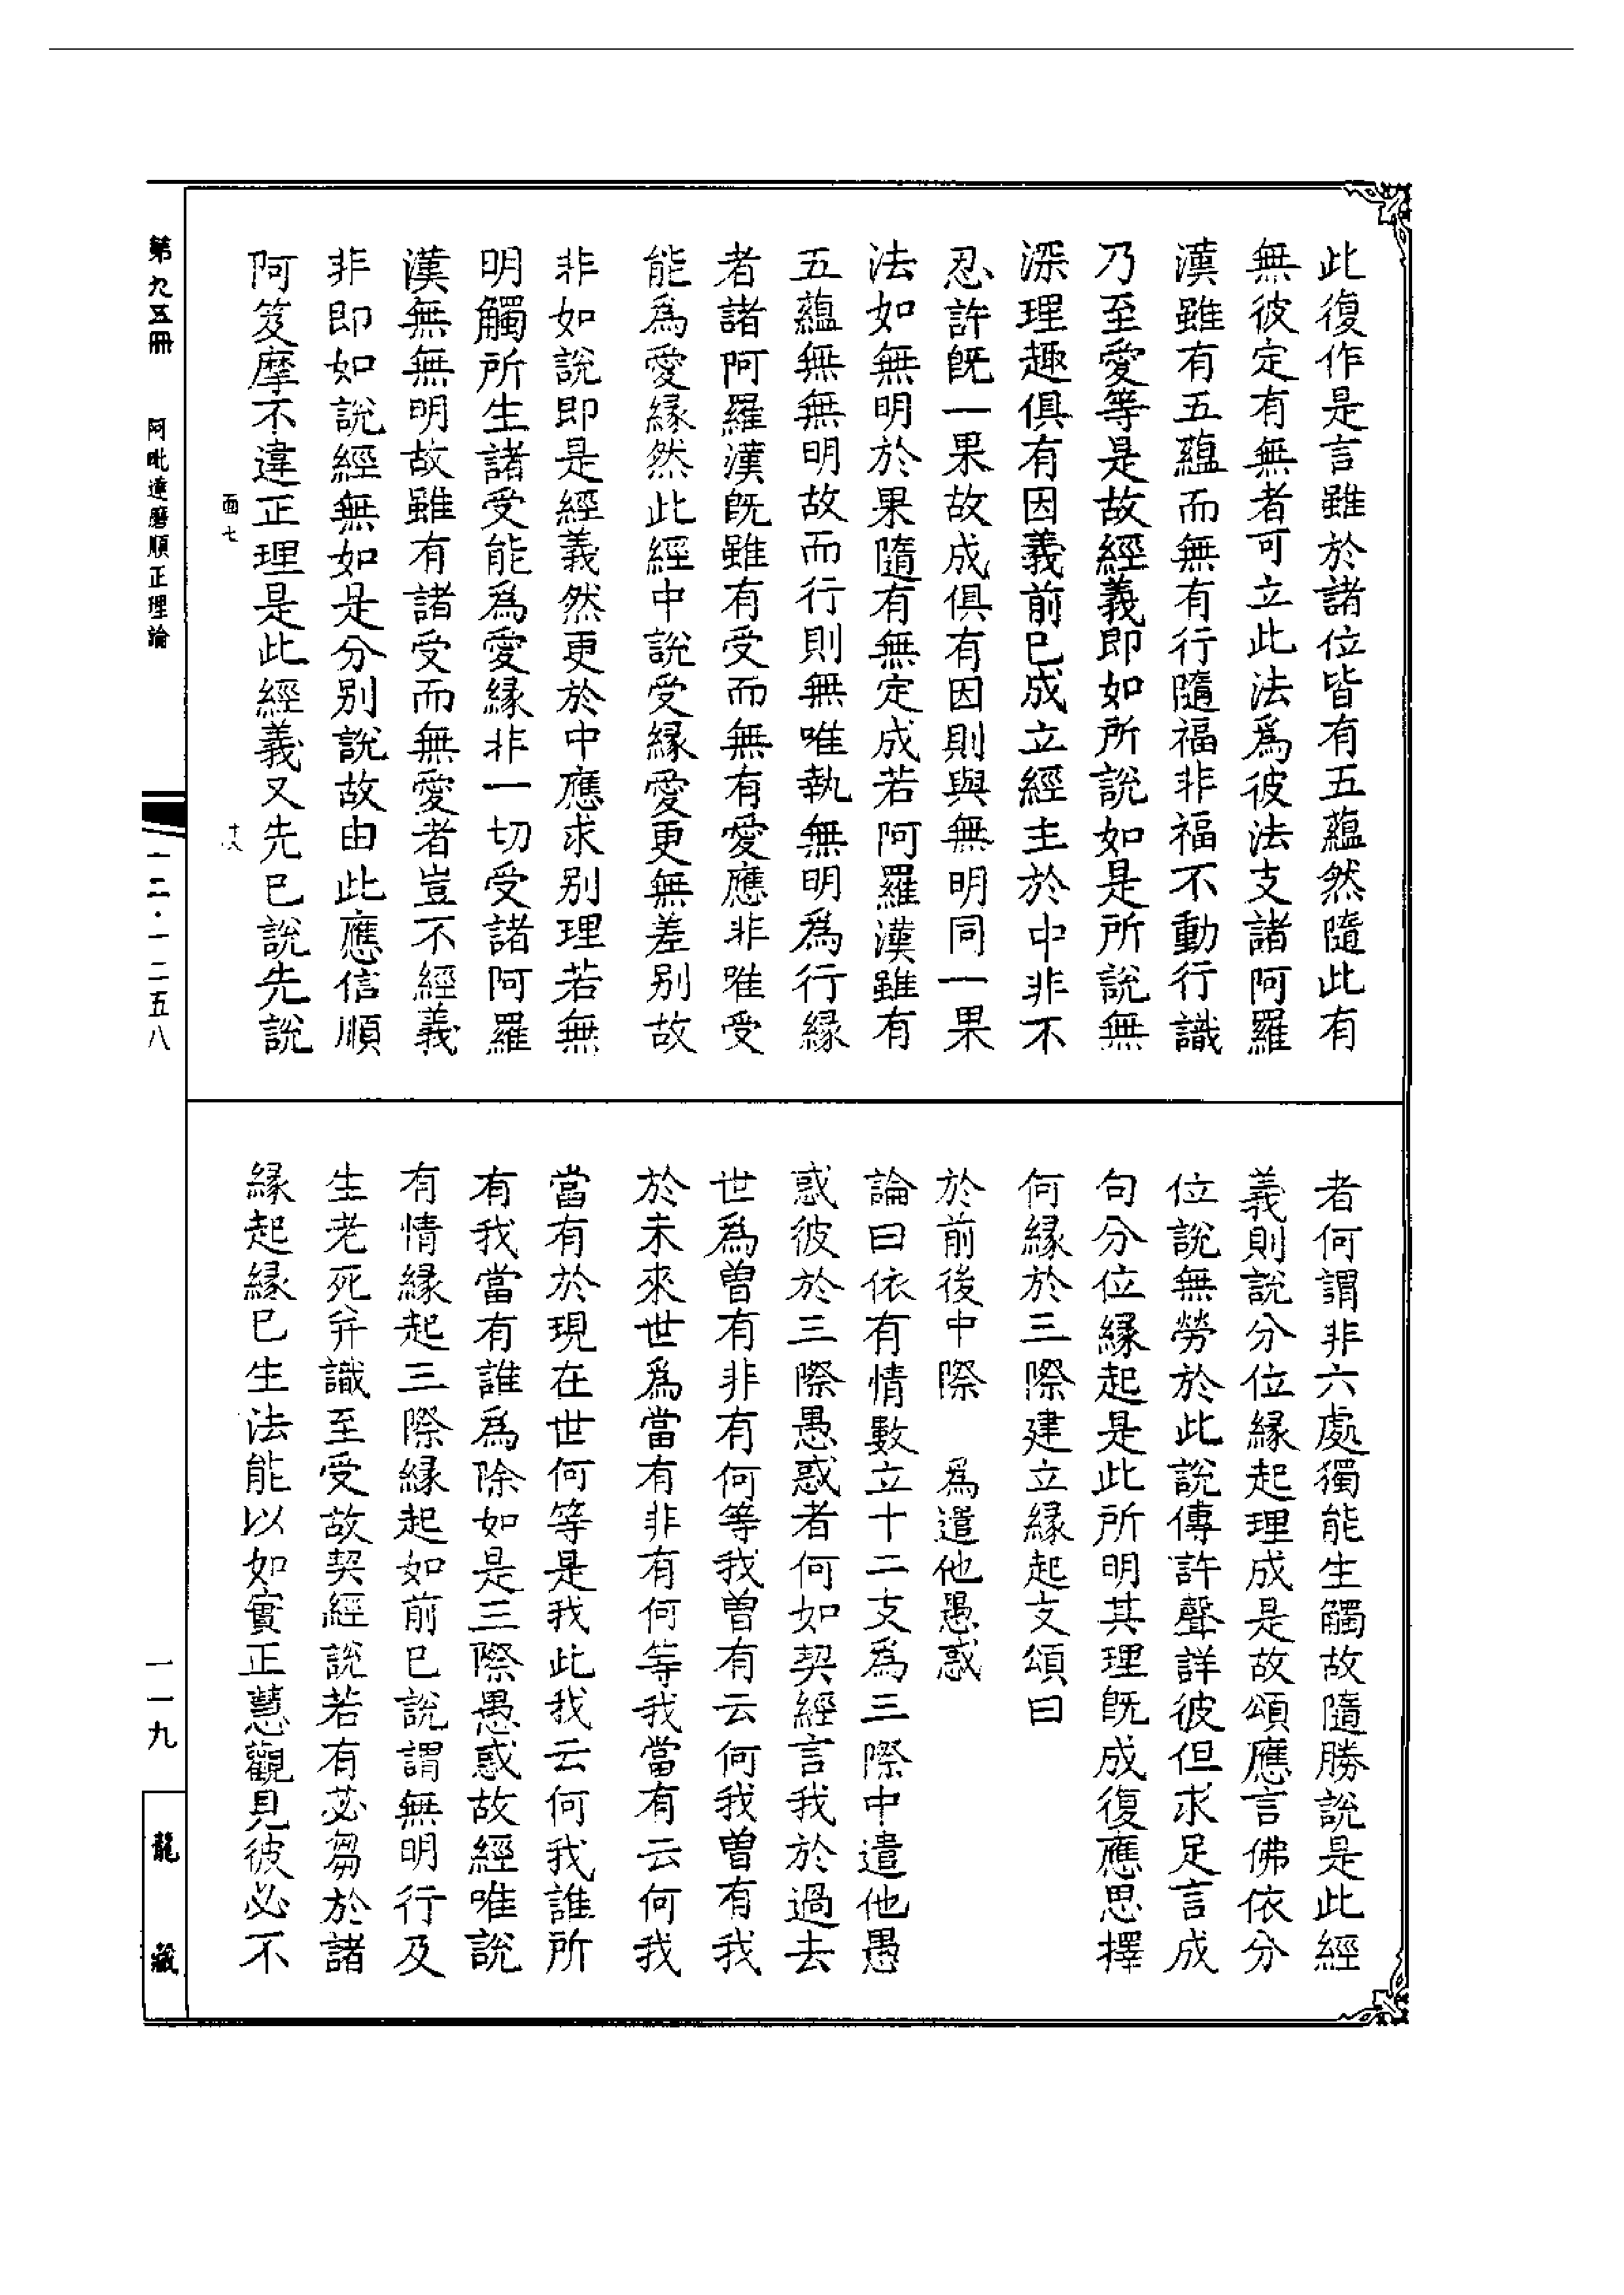 此復作是言雖於諸位皆有五蘊然隨此有
無彼定有無者可立此法爲彼法支諸阿羅
漢雖有五蘊而無有行隨福非福不動行識
乃至愛等是故經義即如所說如是所說無
深理趣俱有因義前已成立經主於中非不
忍許旣一果故成俱有因則與無明同一果
法如無明於果隨有無定成若阿羅漢雖有
五蘊無無明故而行則無唯執無明爲行緣
者諸阿羅漢旣雖有受而無有愛應非唯受
能爲愛緣然此經中說受緣愛更無差別故
非如說即是經義然更於中應求別理若無
明觸所生諸受能爲愛緣非一切受諸阿羅
漢無無明故雖有諸受而無愛者豈不經義
非即如說經無如是分別說故由此應信順
阿笈摩不違正理是此經義又先已說先說
者何謂非六處獨能生觸故隨勝說是此經
義則說分位緣起理成是故頌應言佛依分
位說無勞於此說傳許聲詳彼但求足言成
句分位緣起是此所明其理旣成復應思擇
何緣於三際建立緣起支頌曰
於前後中際　爲遣他愚惑
論曰依有情數立十二支爲三際中遣他愚
惑彼於三際愚惑者何如契經言我於過去
世爲曾有非有何等我曾有云何我曾有我
於未來世爲當有非有何等我當有云何我
當有於現在世何等是我此我云何我誰所
有我當有誰爲除如是三際愚惑故經唯說
有情緣起三際緣起如前已說謂無明行及
生老死幷識至受故契經說若有苾芻於諸
緣起緣已生法能以如實正慧觀見彼必不
面七
十八
第九五冊　阿毗達磨順正理論
一二·一二五八
一一九
龍藏